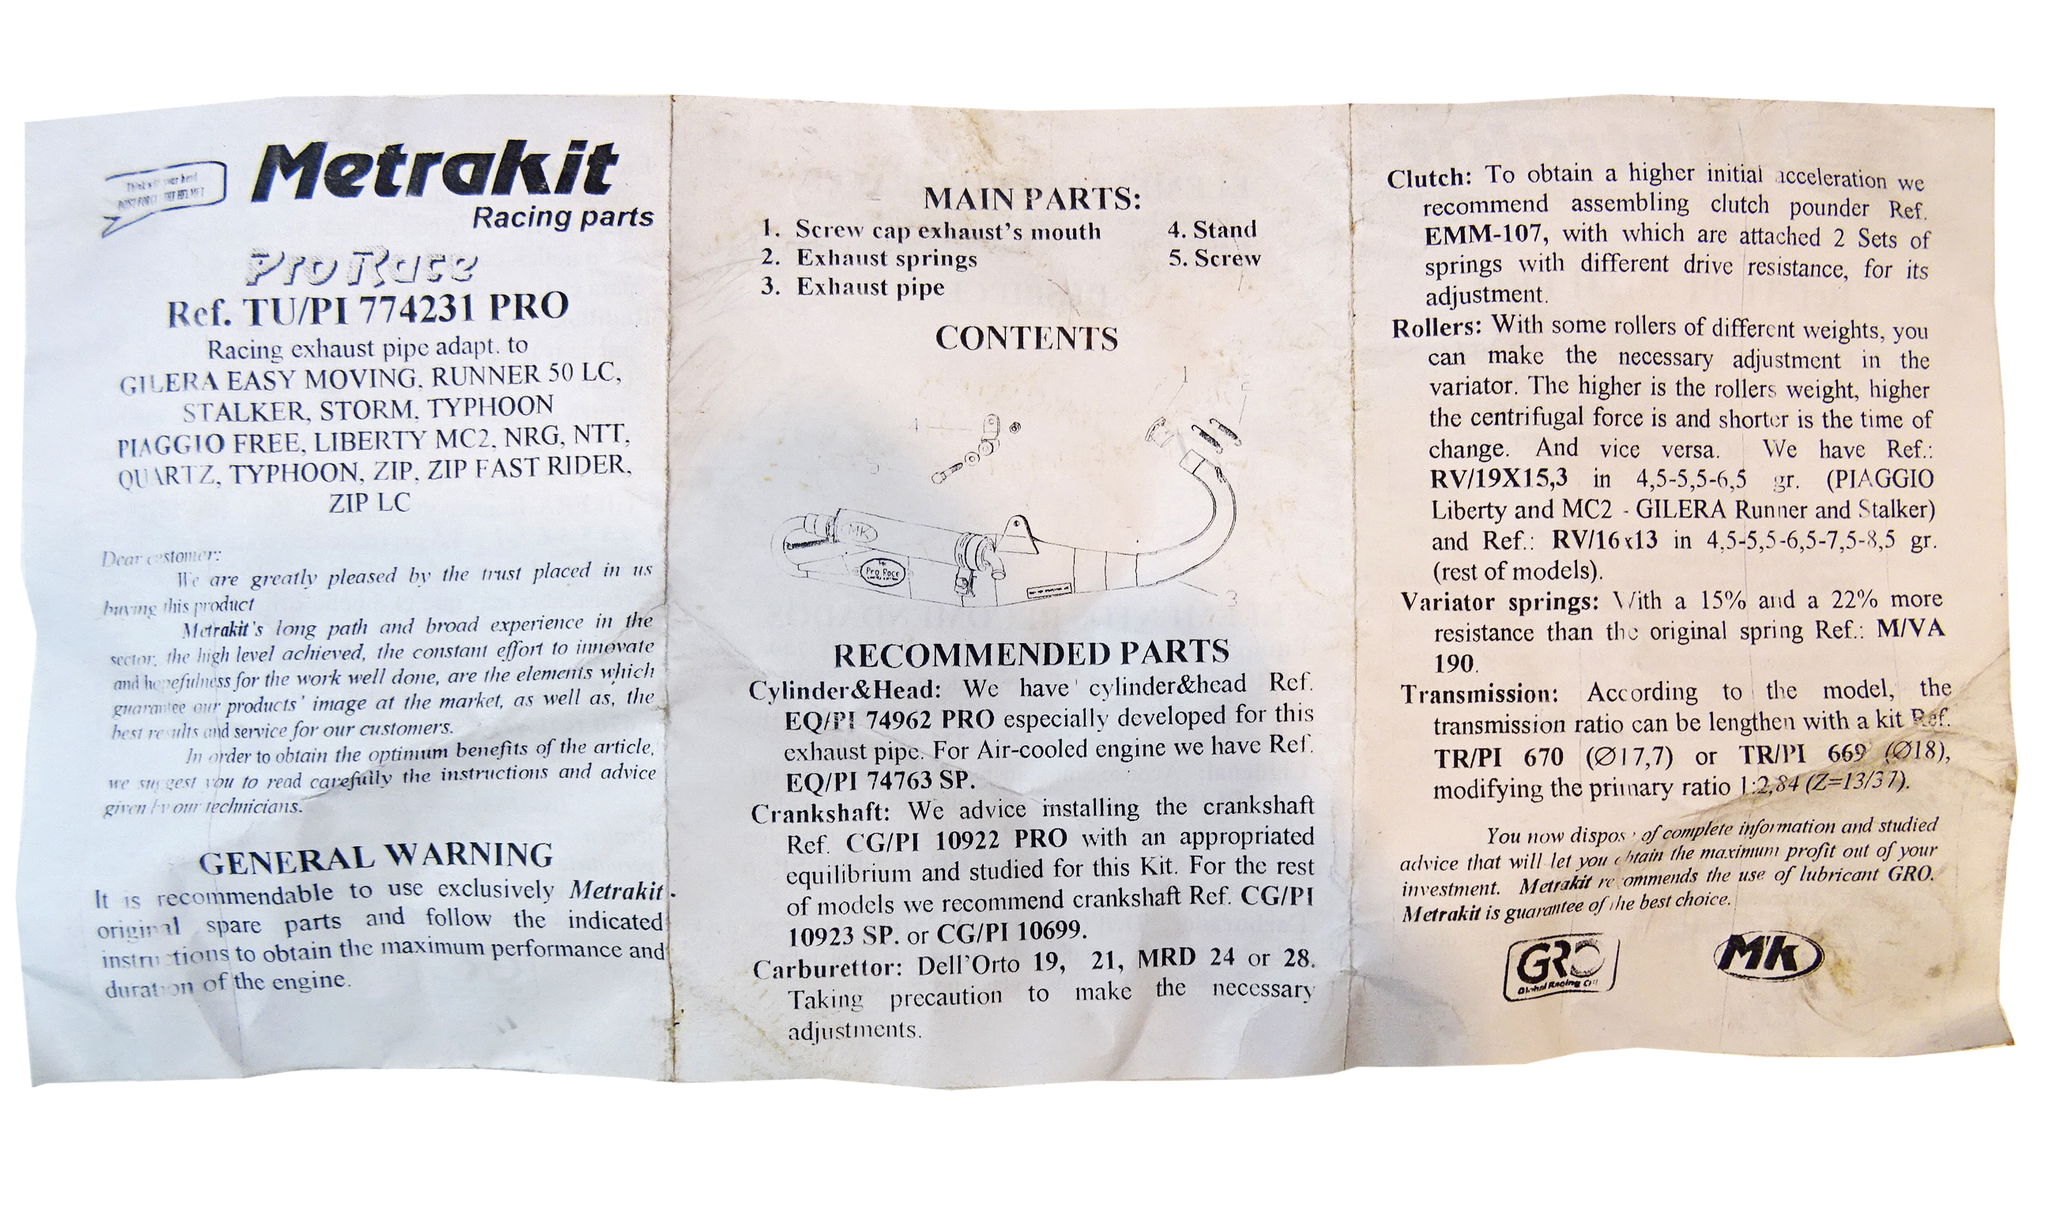 Metrakit
Racing parts
Pro Race
Ref. TU/PI 774231 PRO
Racing exhaust pipe adapt. to
GILERA EASY MOVING, RUNNER 50 LC,
STALKER, STORM, TYPHOON
PIAGGIO FREE, LIBERTY MC2, NRG, NTT,
QUARTZ, TYPHOON, ZIP, ZIP FAST RIDER,
ZIP LC
Dear customer:
We are greatly pleased by the trust placed in us
buying this product
Metrakit's long path and broad experience in the
sector, the high level achieved, the constant effort to innovate
and hopefulness for the work well done, are the elements which
guarantee our products' image at the market, as well as, the
best results and service for our customers.
In order to obtain the optimum benefits of the article,
we suggest you to read carefully the instructions and advice
given by our technicians.
GENERAL WARNING
It is recommendable to use exclusively Metrakit
original spare parts and follow the indicated
instructions to obtain the maximum performance and
duration of the engine.
MAIN PARTS:
1. Screw cap exhaust's mouth
2. Exhaust springs
3. Exhaust pipe
4. Stand
5. Screw
CONTENTS
1
2
4
5
MK
Pro Race
3
RECOMMENDED PARTS
Cylinder&Head: We have cylinder&head Ref.
EQ/PI 74962 PRO especially developed for this
exhaust pipe. For Air-cooled engine we have Ref.
EQ/PI 74763 SP.
Crankshaft: We advice installing the crankshaft
Ref. CG/PI 10922 PRO with an appropriated
equilibrium and studied for this Kit. For the rest
of models we recommend crankshaft Ref. CG/PI
10923 SP. or CG/PI 10699.
Carburettor: Dell'Orto 19, 21, MRD 24 or 28.
Taking precaution to make the necessary
adjustments.
Clutch: To obtain a higher initial acceleration we
recommend assembling clutch pounder Ref.
EMM-107, with which are attached 2 Sets of
springs with different drive resistance, for its
adjustment.
Rollers: With some rollers of different weights, you
can make the necessary adjustment in the
variator. The higher is the rollers weight, higher
the centrifugal force is and shorter is the time of
change. And vice versa. We have Ref.:
RV/19X15,3 in 4,5-5,5-6,5 gr. (PIAGGIO
Liberty and MC2 - GILERA Runner and Stalker)
and Ref.: RV/16x13 in 4,5-5,5-6,5-7,5-8,5 gr.
(rest of models).
Variator springs: With a 15% and a 22% more
resistance than the original spring Ref.: M/VA
190.
Transmission: According to the model, the
transmission ratio can be lengthen with a kit Ref.
TR/PI 670 (Ø17,7) or TR/PI 669 (Ø18),
modifying the primary ratio 1:2,84 (Z=13/37).
You now dispose of complete information and studied
advice that will let you obtain the maximum profit out of your
investment. Metrakit recommends the use of lubricant GRO.
Metrakit is guarantee of the best choice.
GRO
Global Racing Oil
MK